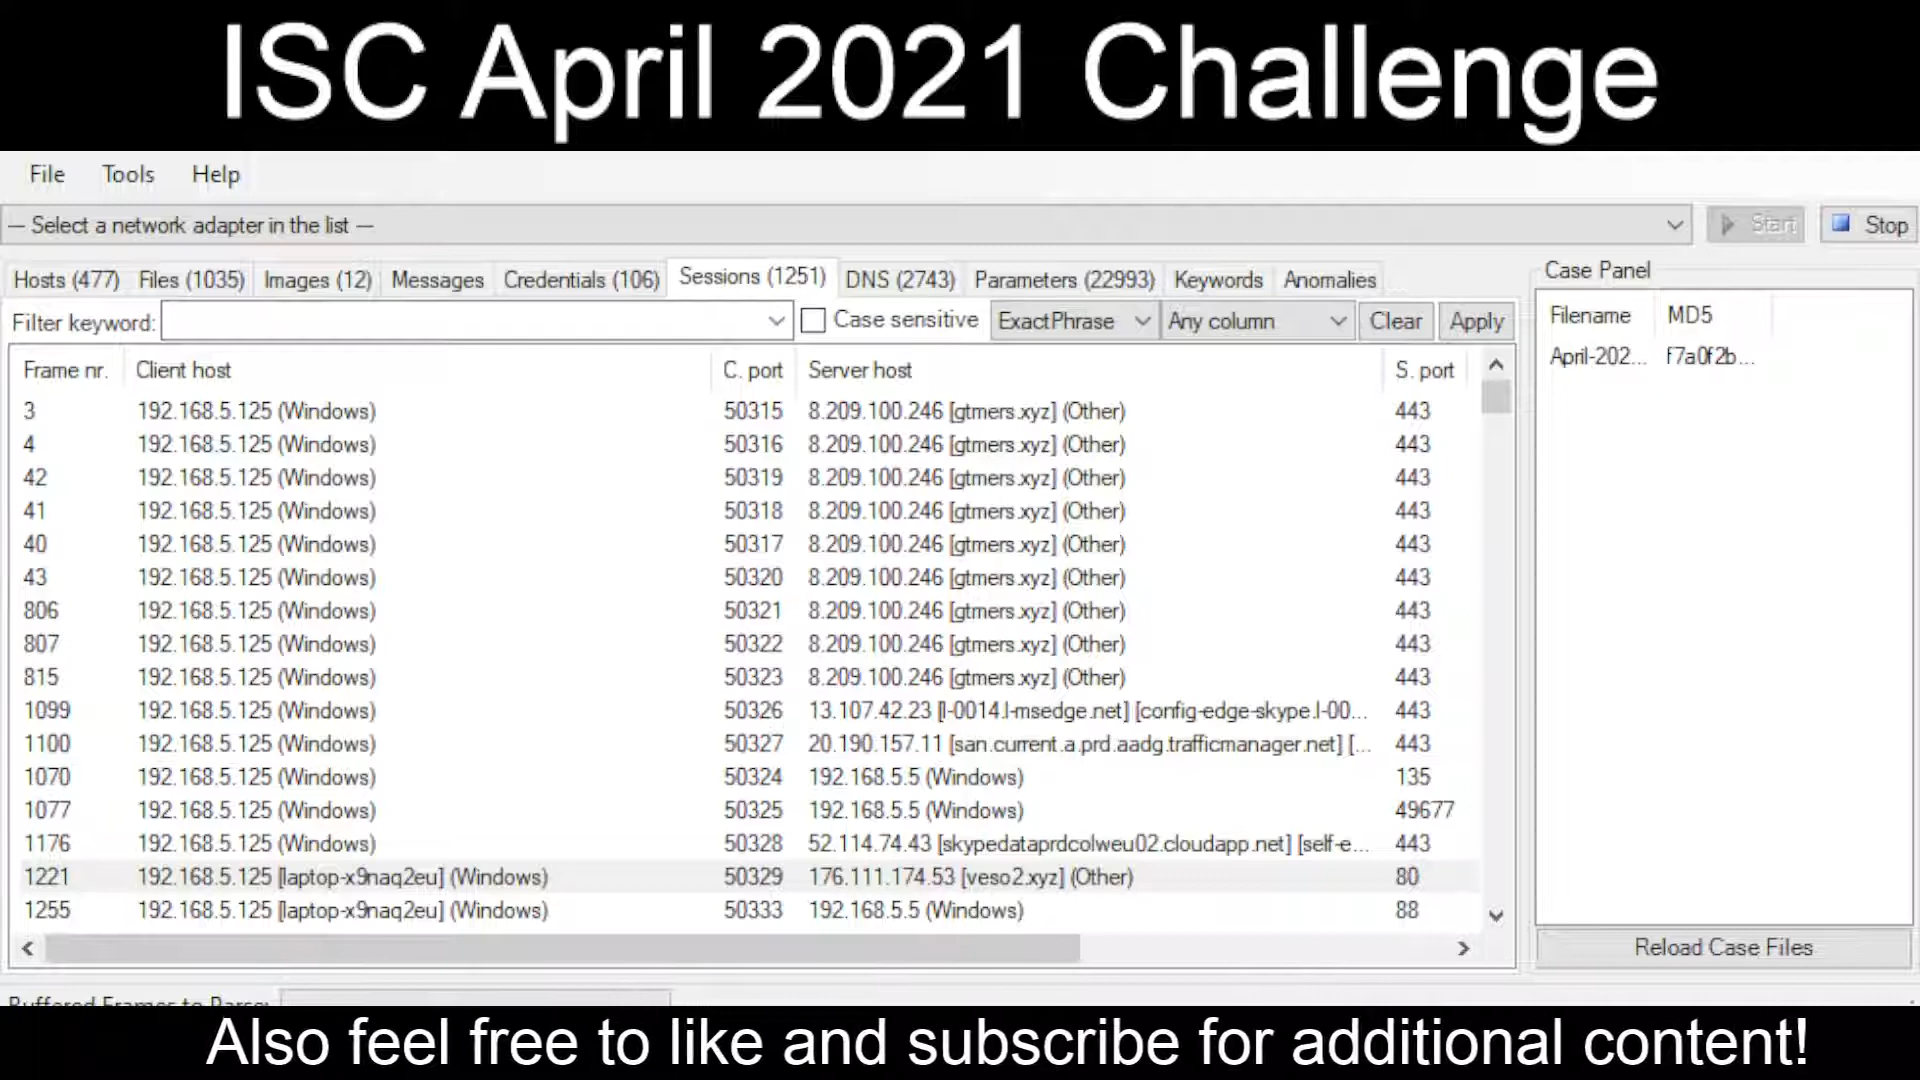 ISC April 2021 Challenge
File Tools Help
— Select a network adapter in the list — Start Stop
Hosts (477) Files (1035) Images (12) Messages Credentials (106) Sessions (1251) DNS (2743) Parameters (22993) Keywords Anomalies Case Panel
Filter keyword: Case sensitive ExactPhrase Any column Clear Apply Filename MD5
Frame nr. Client host C. port Server host S. port April-202... f7a0f2b...
3 192.168.5.125 (Windows) 50315 8.209.100.246 [gtmers.xyz] (Other) 443
4 192.168.5.125 (Windows) 50316 8.209.100.246 [gtmers.xyz] (Other) 443
42 192.168.5.125 (Windows) 50319 8.209.100.246 [gtmers.xyz] (Other) 443
41 192.168.5.125 (Windows) 50318 8.209.100.246 [gtmers.xyz] (Other) 443
40 192.168.5.125 (Windows) 50317 8.209.100.246 [gtmers.xyz] (Other) 443
43 192.168.5.125 (Windows) 50320 8.209.100.246 [gtmers.xyz] (Other) 443
806 192.168.5.125 (Windows) 50321 8.209.100.246 [gtmers.xyz] (Other) 443
807 192.168.5.125 (Windows) 50322 8.209.100.246 [gtmers.xyz] (Other) 443
815 192.168.5.125 (Windows) 50323 8.209.100.246 [gtmers.xyz] (Other) 443
1099 192.168.5.125 (Windows) 50326 13.107.42.23 [l-0014.l-msedge.net] [config-edge-skype.l-00... 443
1100 192.168.5.125 (Windows) 50327 20.190.157.11 [san.current.a.prd.aadg.trafficmanager.net] [... 443
1070 192.168.5.125 (Windows) 50324 192.168.5.5 (Windows) 135
1077 192.168.5.125 (Windows) 50325 192.168.5.5 (Windows) 49677
1176 192.168.5.125 (Windows) 50328 52.114.74.43 [skypedataprdcolweu02.cloudapp.net] [self-e... 443
1221 192.168.5.125 [laptop-x9naq2eu] (Windows) 50329 176.111.174.53 [veso2.xyz] (Other) 80
1255 192.168.5.125 [laptop-x9naq2eu] (Windows) 50333 192.168.5.5 (Windows) 88
Reload Case Files
Buffered Frames to Parse:
Also feel free to like and subscribe for additional content!